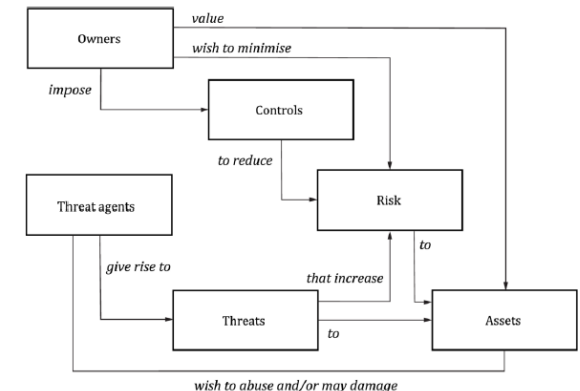 value
Owners
wish to minimise
impose
Controls
to reduce
Threat agents
Risk
give rise to
to
that increase
Threats
to
Assets
wish to abuse and/or may damage